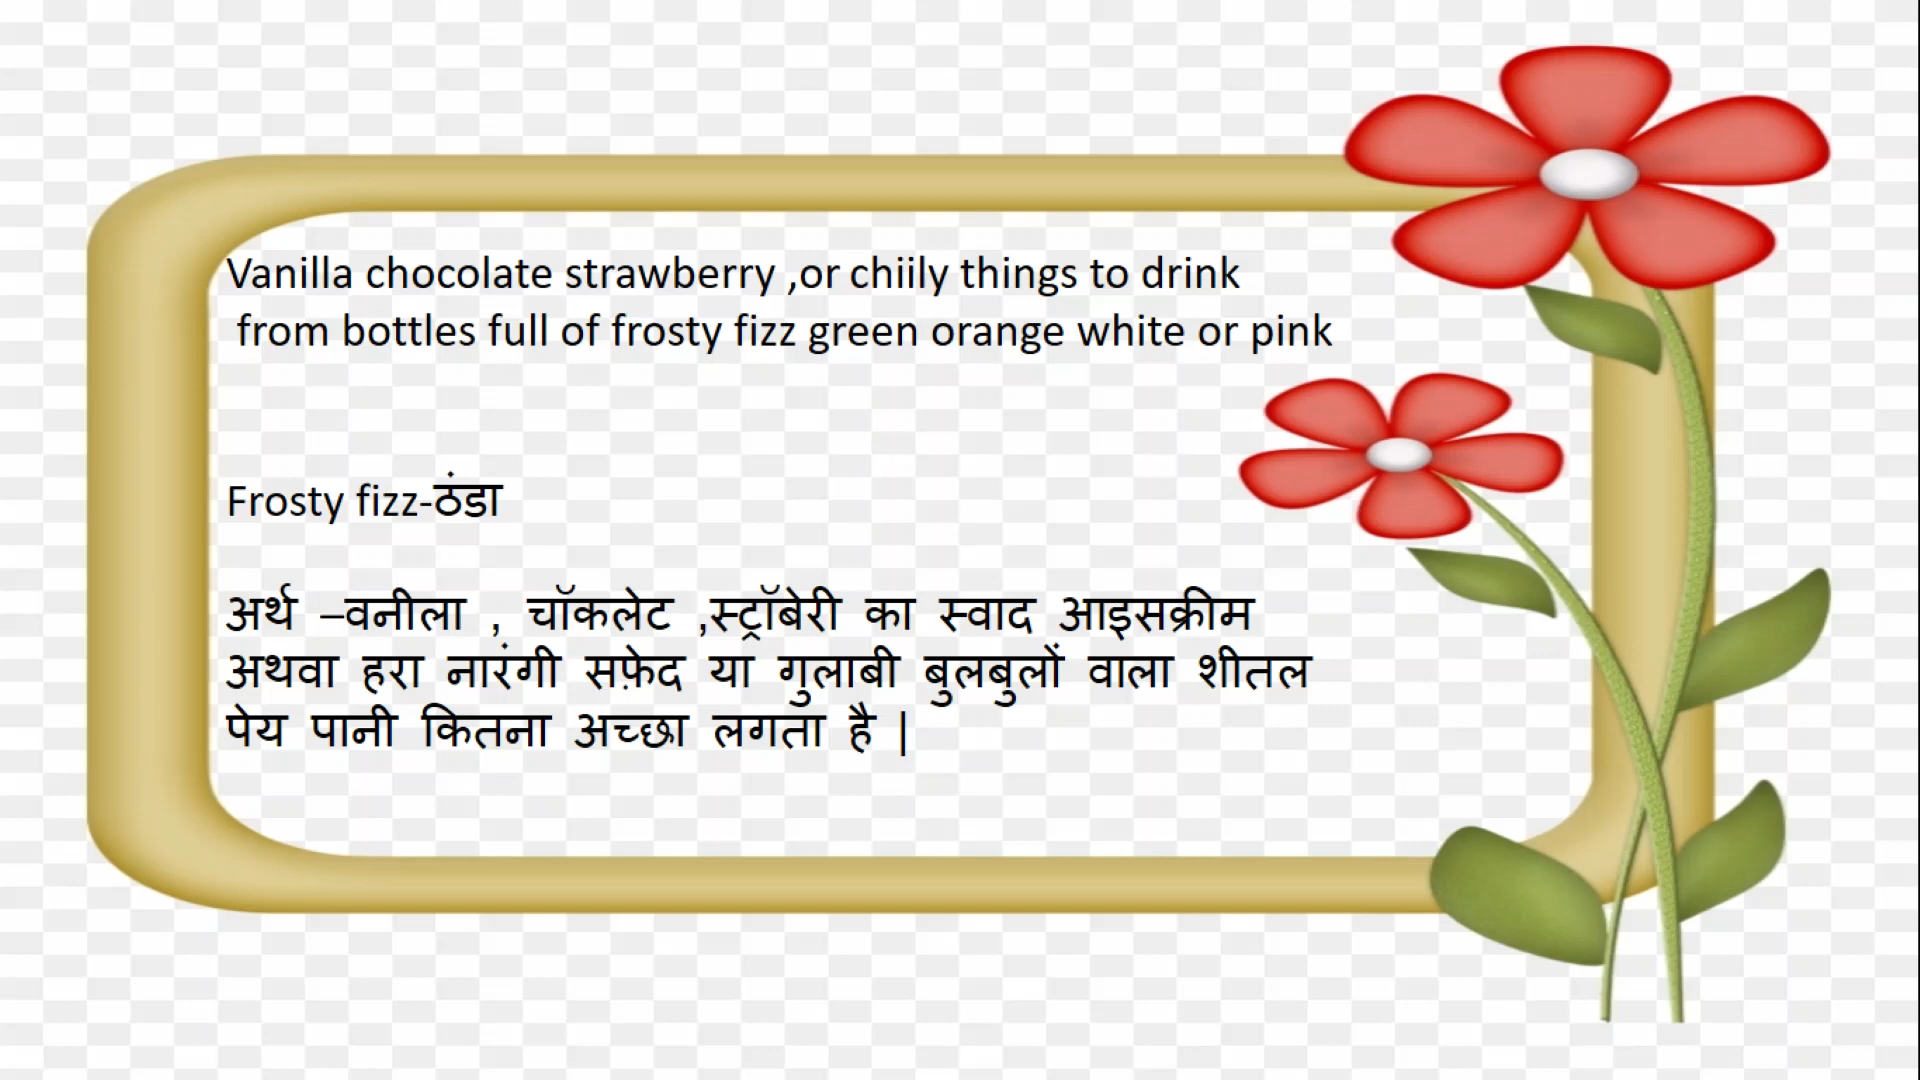 Vanilla chocolate strawberry ,or chiily things to drink
from bottles full of frosty fizz green orange white or pink
Frosty fizz-ठंडा
अर्थ –वनीला , चॉकलेट ,स्ट्रॉबेरी का स्वाद आइसक्रीम
अथवा हरा नारंगी सफ़ेद या गुलाबी बुलबुलों वाला शीतल
पेय पानी कितना अच्छा लगता है |